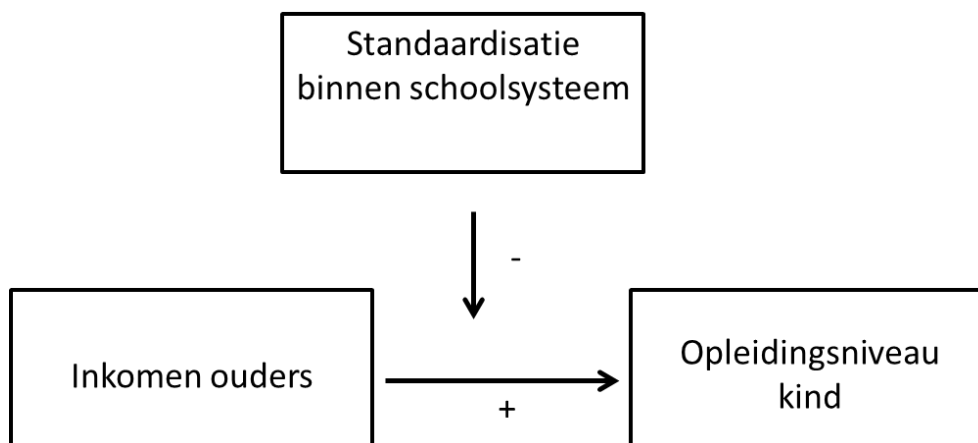 Standaardisatie
binnen schoolsysteem
-
Inkomen ouders
+
Opleidingsniveau
kind